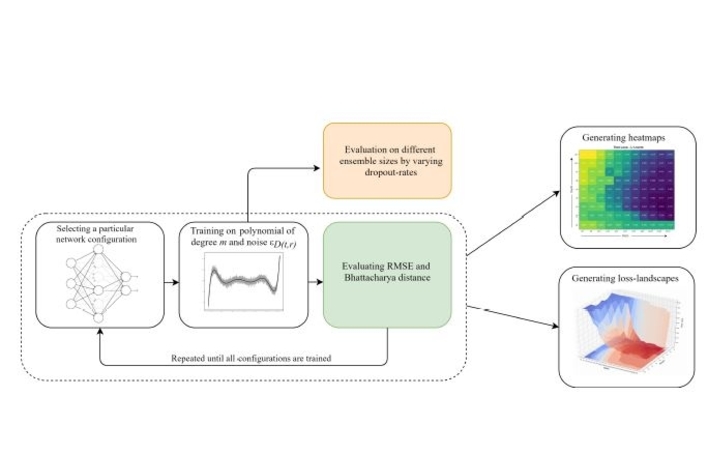 Selecting a particular
network configuration
Training on polynomial of
degree m and noise εD(t,r)
Evaluation on different
ensemble sizes by varying
dropout-rates
Evaluating RMSE and
Bhattacharya distance
Repeated until all configurations are trained
Generating heatmaps
Generating loss-landscapes